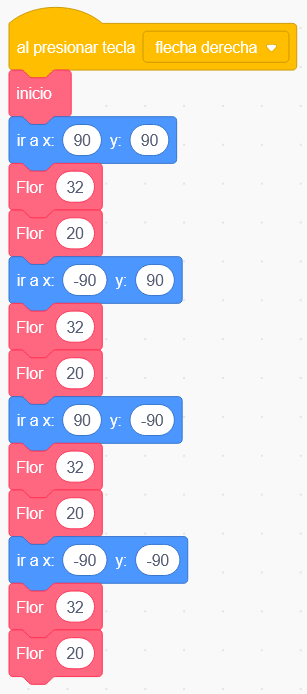 al presionar tecla flecha derecha
inicio
ir a x: 90 y: 90
Flor 32
Flor 20
ir a x: -90 y: 90
Flor 32
Flor 20
ir a x: 90 y: -90
Flor 32
Flor 20
ir a x: -90 y: -90
Flor 32
Flor 20